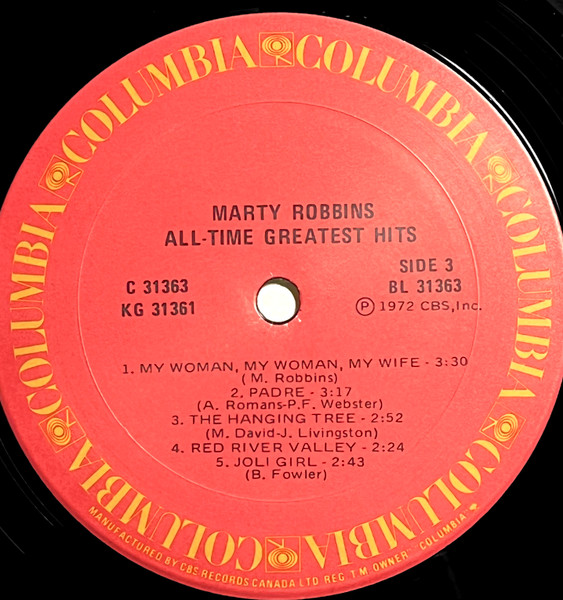 COLUMBIA COLUMBIA COLUMBIA COLUMBIA COLUMBIA COLUMBIA
MARTY ROBBINS
ALL-TIME GREATEST HITS
SIDE 3
C 31363 BL 31363
KG 31361 Ⓟ 1972 CBS, Inc.
1. MY WOMAN, MY WOMAN, MY WIFE - 3:30
(M. Robbins)
2. PADRE - 3:17
(A. Romans-P.F. Webster)
3. THE HANGING TREE - 2:52
(M. David-J. Livingston)
4. RED RIVER VALLEY - 2:24
5. JOLI GIRL - 2:43
(B. Fowler)
MANUFACTURED BY CBS RECORDS CANADA LTD REG. T.M. OWNER "COLUMBIA"